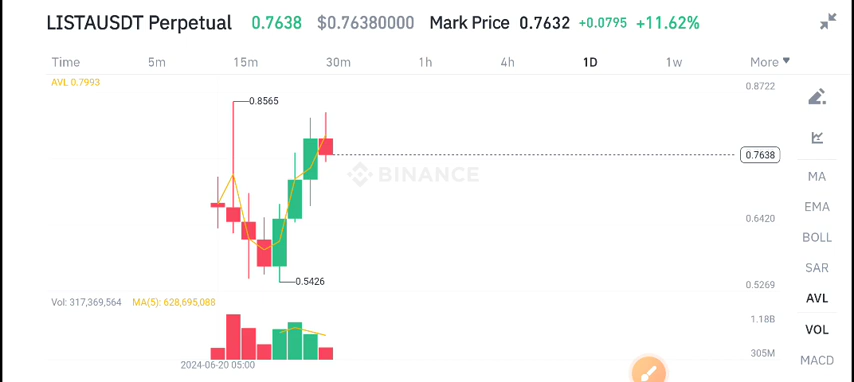 LISTAUSDT Perpetual 0.7638 $0.76380000 Mark Price 0.7632 +0.0795 +11.62%
Time 5m 15m 30m 1h 4h 1D 1w More
AVL 0.7993
0.8722
0.8565
0.7638
BINANCE
MA
EMA
0.6420
BOLL
SAR
0.5426
0.5269
AVL
Vol: 317,369,564 MA(5): 628,695,088
1.18B
VOL
305M
MACD
2024-06-20 05:00